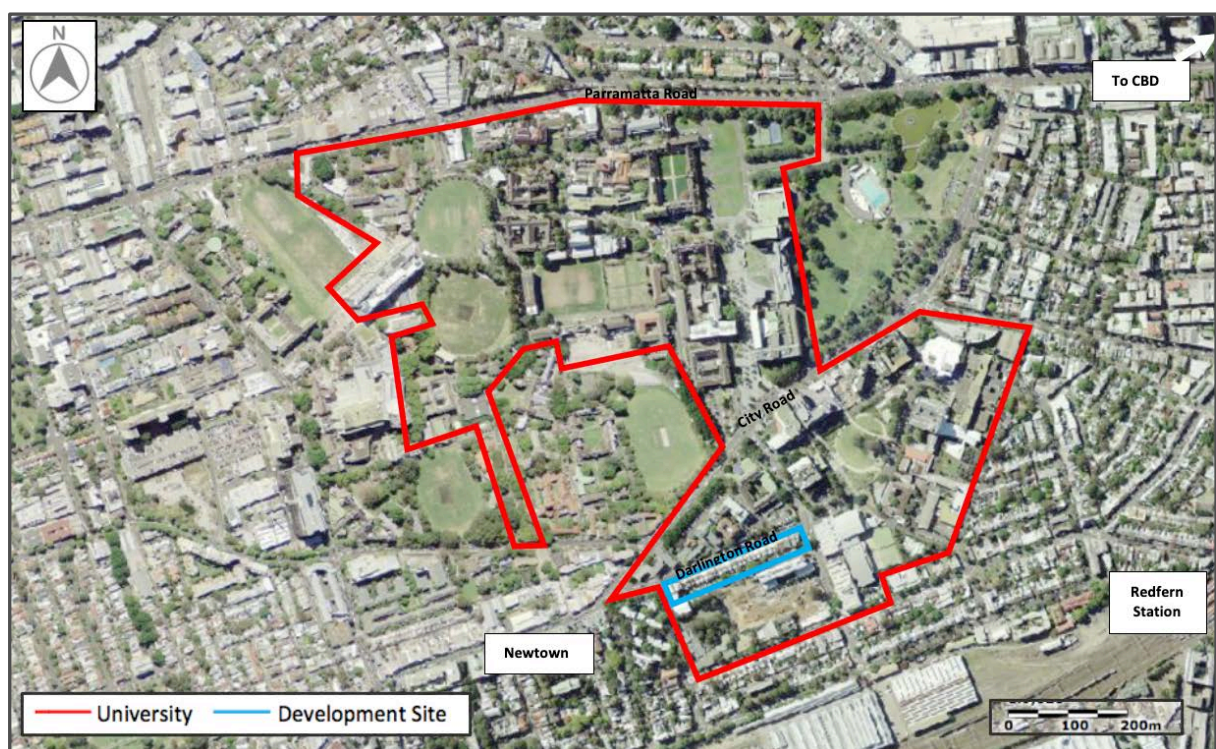 N
Parramatta Road
To CBD
City Road
Darlington Road
Redfern
Station
Newtown
University
Development Site
0 100 200m